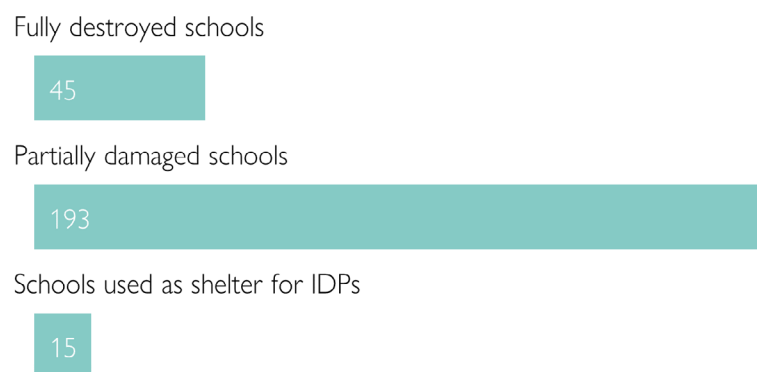 Fully destroyed schools
45
Partially damaged schools
193
Schools used as shelter for IDPs
15